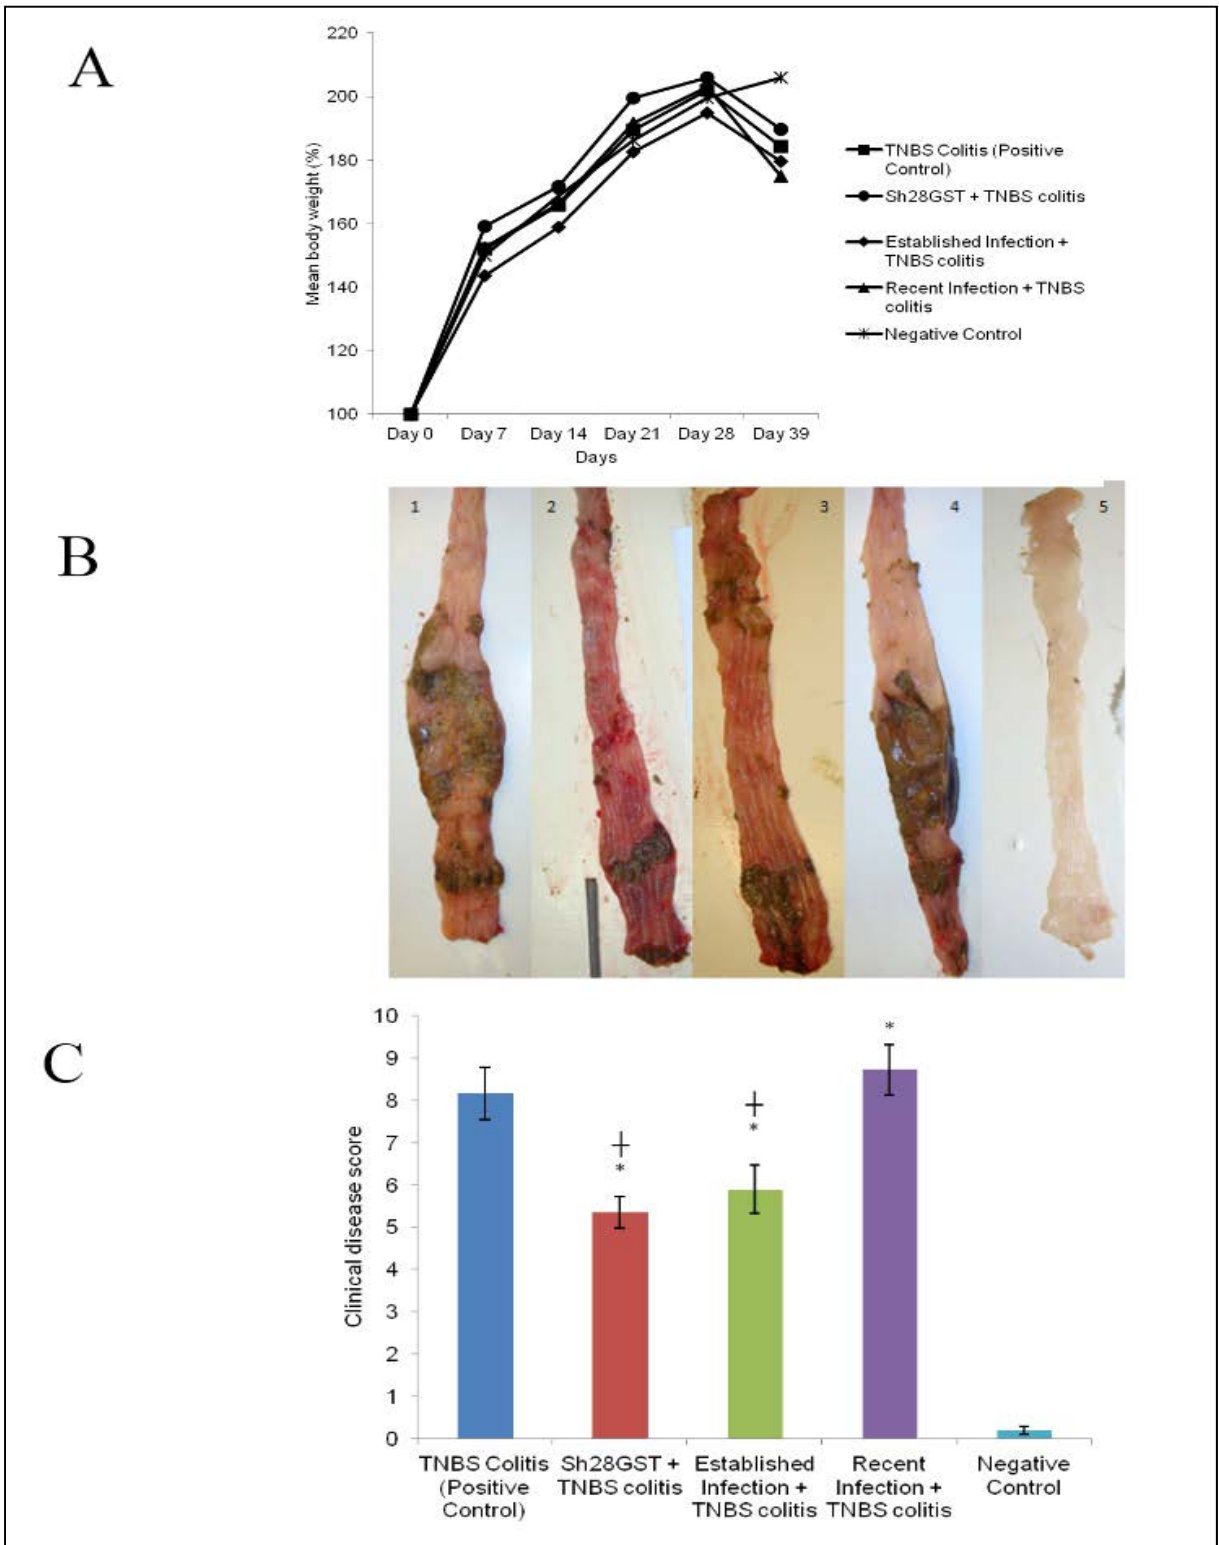 A
220
200
180
160
140
120
100
Mean body weight (%)
Day 0 Day 7 Day 14 Day 21 Day 28 Day 39
Days
TNBS Colitis (Positive
Control)
Sh28GST + TNBS colitis
Established Infection +
TNBS colitis
Recent Infection + TNBS
colitis
Negative Control
B
1 2 3 4 5
C
10
9
8
7
6
5
4
3
2
1
0
Clinical disease score
┼
*
┼
*
*
TNBS Colitis
(Positive
Control)
Sh28GST +
TNBS colitis
Established
Infection +
TNBS colitis
Recent
Infection +
TNBS colitis
Negative
Control